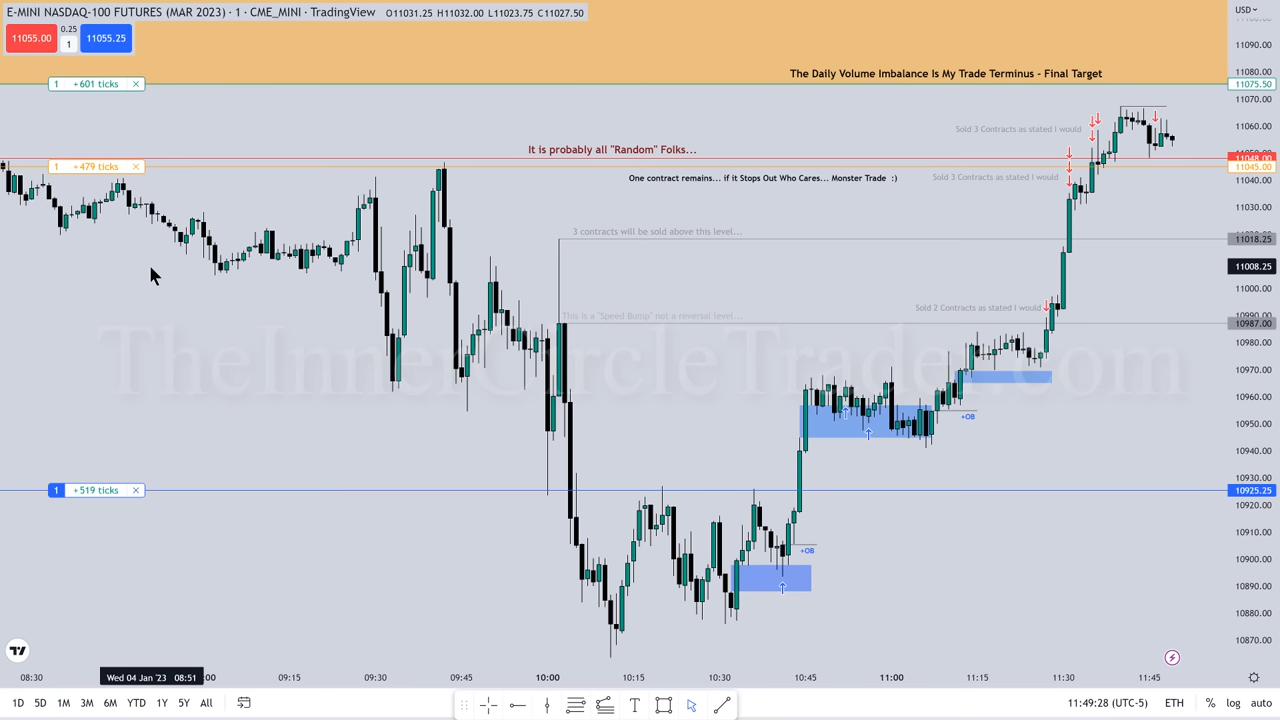 E-MINI NASDAQ-100 FUTURES (MAR 2023) · 1 · CME_MINI · TradingView O11031.25 H11032.00 L11023.75 C11027.50
USD
11055.00
0.25
1
11055.25
11090.00
The Daily Volume Imbalance Is My Trade Terminus - Final Target
11080.00
1 +601 ticks
11075.50
11070.00
Sold 3 Contracts as stated I would
11060.00
It is probably all "Random" Folks...
11048.00
1 +479 ticks
11045.00
One contract remains... if it Stops Out Who Cares... Monster Trade :)
Sold 3 Contracts as stated I would
11040.00
11030.00
3 contracts will be sold above this level...
11018.25
11008.25
11000.00
Sold 2 Contracts as stated I would
10990.00
This is a "Speed Bump" not a reversal level...
10987.00
10980.00
TheInnerCircleTrader.com
10970.00
10960.00
+OB
10950.00
10940.00
10930.00
1 +519 ticks
10925.25
10920.00
10910.00
+OB
10900.00
10890.00
10880.00
10870.00
08:30 Wed 04 Jan '23 08:51 :00 09:15 09:30 09:45 10:00 10:15 10:30 10:45 11:00 11:15 11:30 11:45
1D 5D 1M 3M 6M YTD 1Y 5Y All
11:49:28 (UTC-5) ETH % log auto